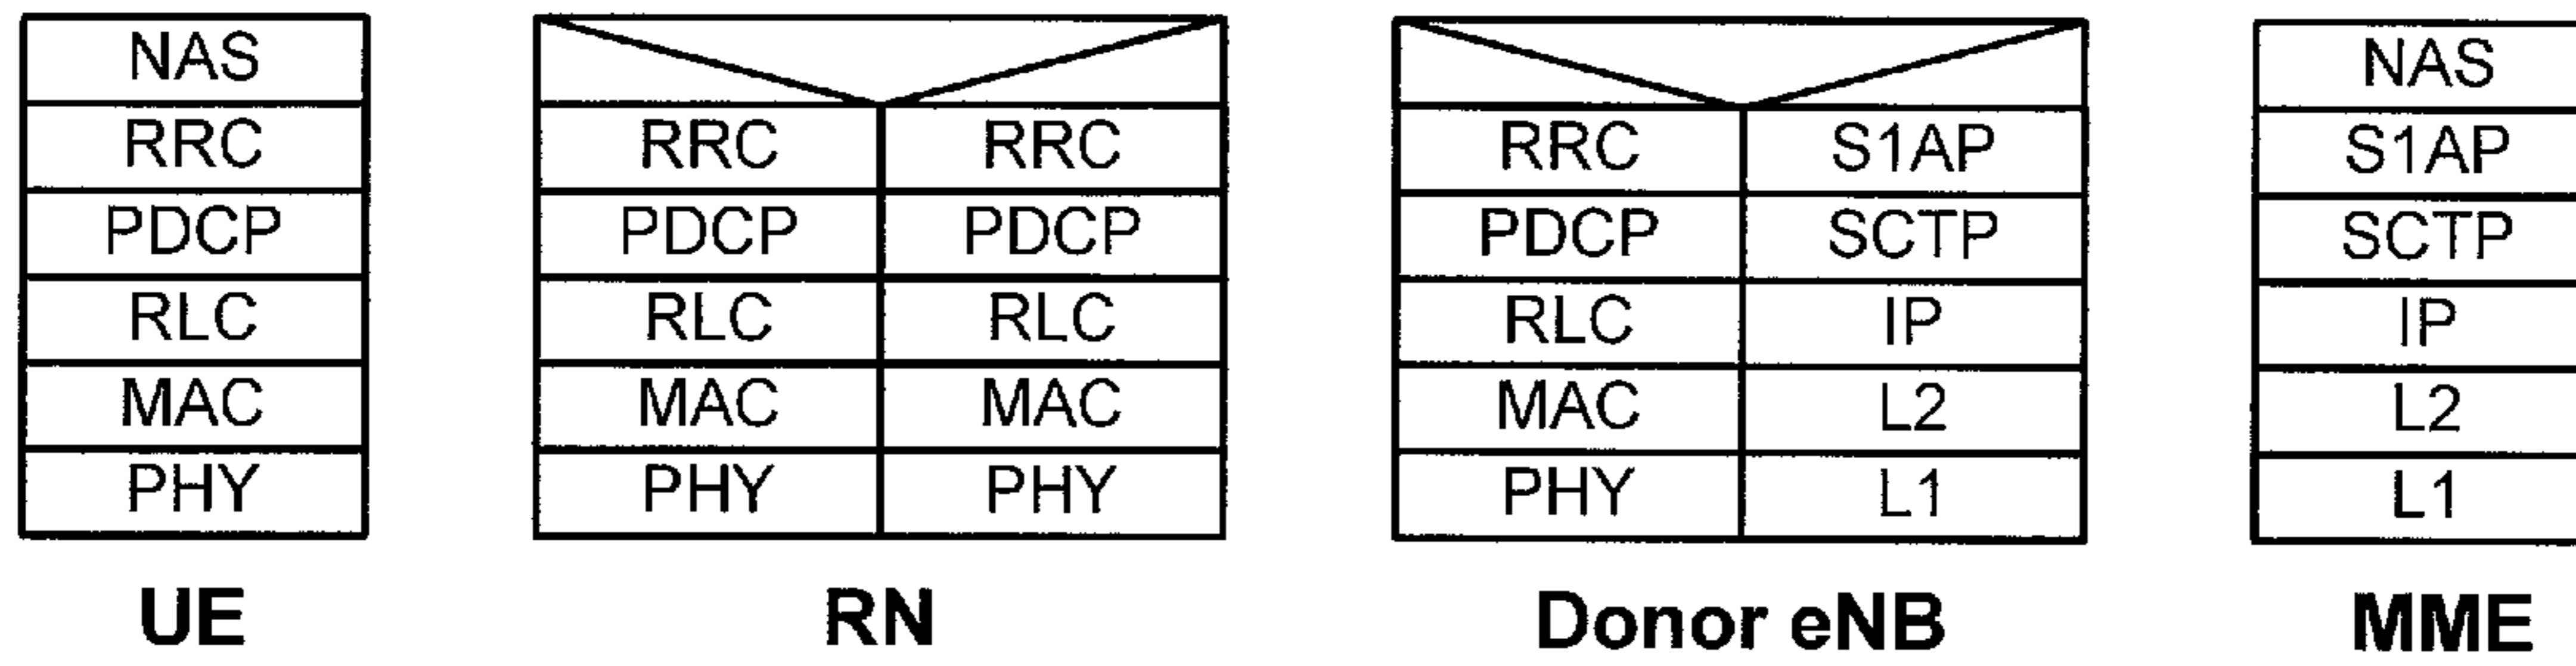 NAS
RRC
PDCP
RLC
MAC
PHY
UE
RRC RRC
PDCP PDCP
RLC RLC
MAC MAC
PHY PHY
RN
RRC S1AP
PDCP SCTP
RLC IP
MAC L2
PHY L1
Donor eNB
NAS
S1AP
SCTP
IP
L2
L1
MME